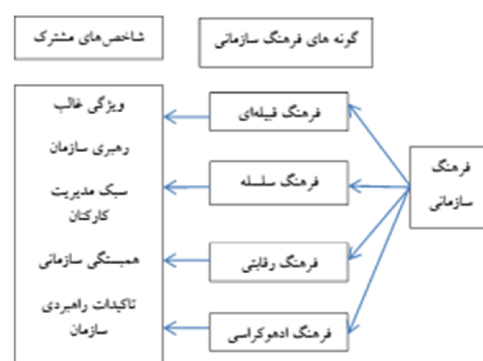 گونه های فرهنگ سازمانی
شاخص‌های مشترک
فرهنگ
سازمانی
فرهنگ قبیله‌ای
فرهنگ سلسله
فرهنگ رقابتی
فرهنگ ادهوکراسی
ویژگی غالب
رهبری سازمان
سبک مدیریت
کارکنان
همبستگی سازمانی
تاکیدات راهبردی
سازمان